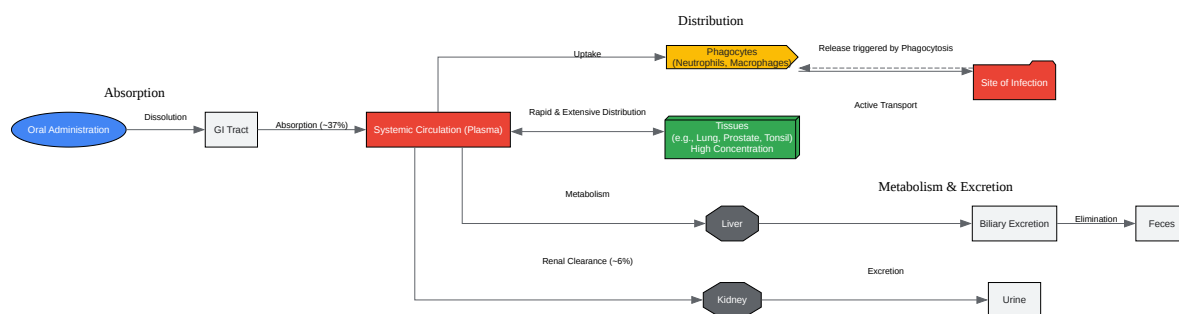 Distribution
Uptake
Phagocytes
(Neutrophils, Macrophages)
Release triggered by Phagocytosis
Site of Infection
Active Transport
Absorption
Oral Administration
Dissolution
GI Tract
Absorption (~37%)
Systemic Circulation (Plasma)
Rapid & Extensive Distribution
Tissues
(e.g., Lung, Prostate, Tonsil)
High Concentration
Metabolism & Excretion
Metabolism
Liver
Biliary Excretion
Elimination
Feces
Renal Clearance (~6%)
Kidney
Excretion
Urine